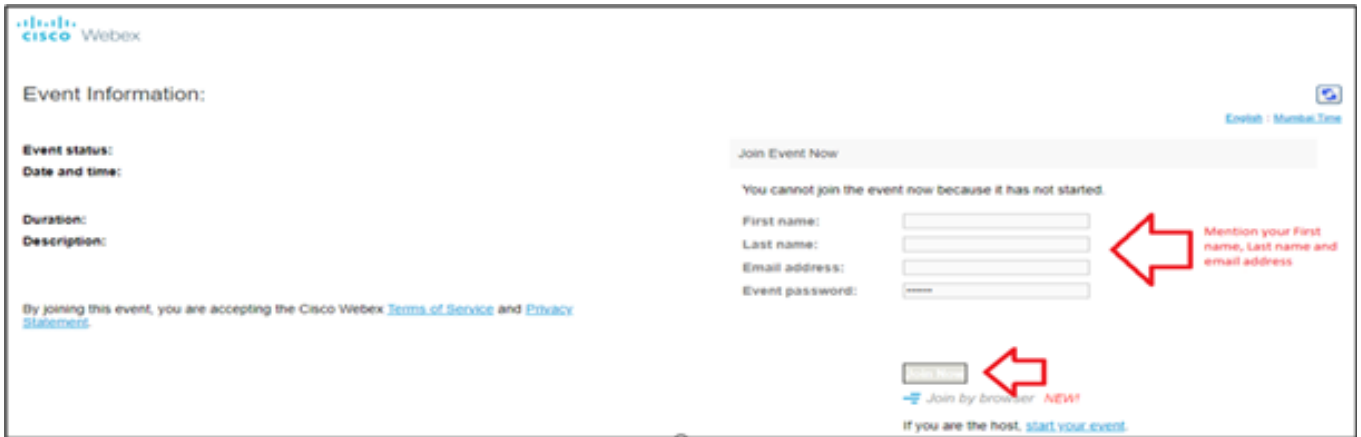 cisco Webex
Event Information:
English : Mumbai Time
Event status:
Date and time:
Duration:
Description:
By joining this event, you are accepting the Cisco Webex Terms of Service and Privacy
Statement.
Join Event Now
You cannot join the event now because it has not started.
First name:
Last name:
Email address:
Event password:
Mention your First
name, Last name and
email address
Join Now
Join by browser NEW!
If you are the host, start your event.